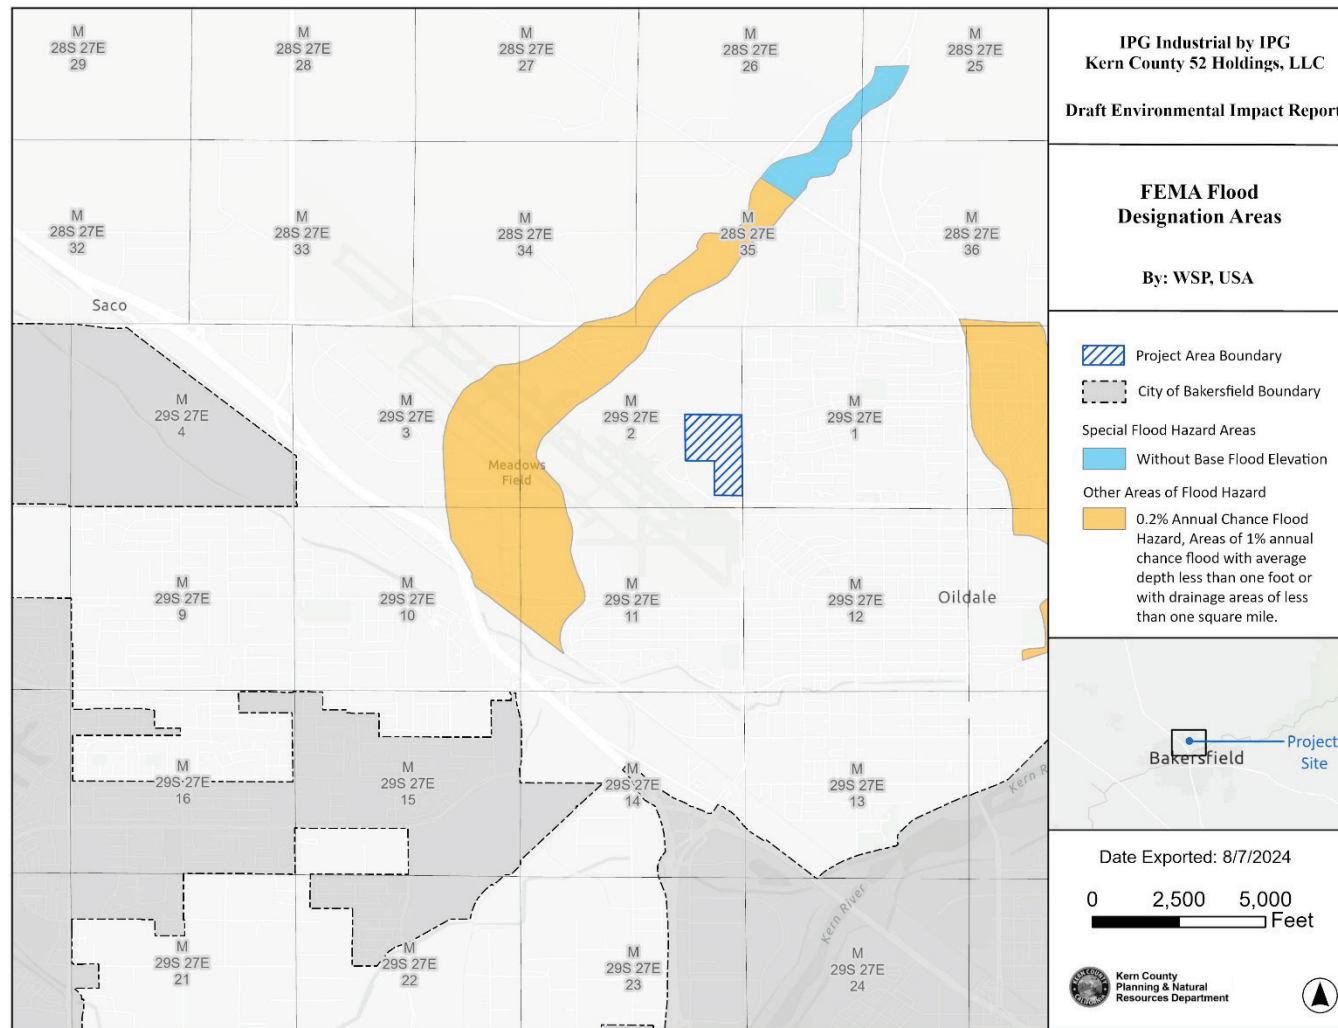 M
28S 27E
29
M
28S 27E
28
M
28S 27E
27
M
28S 27E
26
M
28S 27E
25
M
28S 27E
32
M
28S 27E
33
M
28S 27E
34
M
28S 27E
35
M
28S 27E
36
Saco
M
29S 27E
4
M
29S 27E
3
M
29S 27E
2
M
29S 27E
1
Meadows
Field
M
29S 27E
9
M
29S 27E
10
M
29S 27E
11
M
29S 27E
12
Oildale
M
29S 27E
16
M
29S 27E
15
M
29S 27E
14
M
29S 27E
13
Kern R
Kern River
M
29S 27E
21
M
29S 27E
22
M
29S 27E
23
M
29S 27E
24
IPG Industrial by IPG
Kern County 52 Holdings, LLC
Draft Environmental Impact Report
FEMA Flood
Designation Areas
By: WSP, USA
Project Area Boundary
City of Bakersfield Boundary
Special Flood Hazard Areas
Without Base Flood Elevation
Other Areas of Flood Hazard
0.2% Annual Chance Flood
Hazard, Areas of 1% annual
chance flood with average
depth less than one foot or
with drainage areas of less
than one square mile.
Bakersfield
Project
Site
Date Exported: 8/7/2024
0 2,500 5,000
Feet
KERN COUNTY
CALIFORNIA
Kern County
Planning & Natural
Resources Department